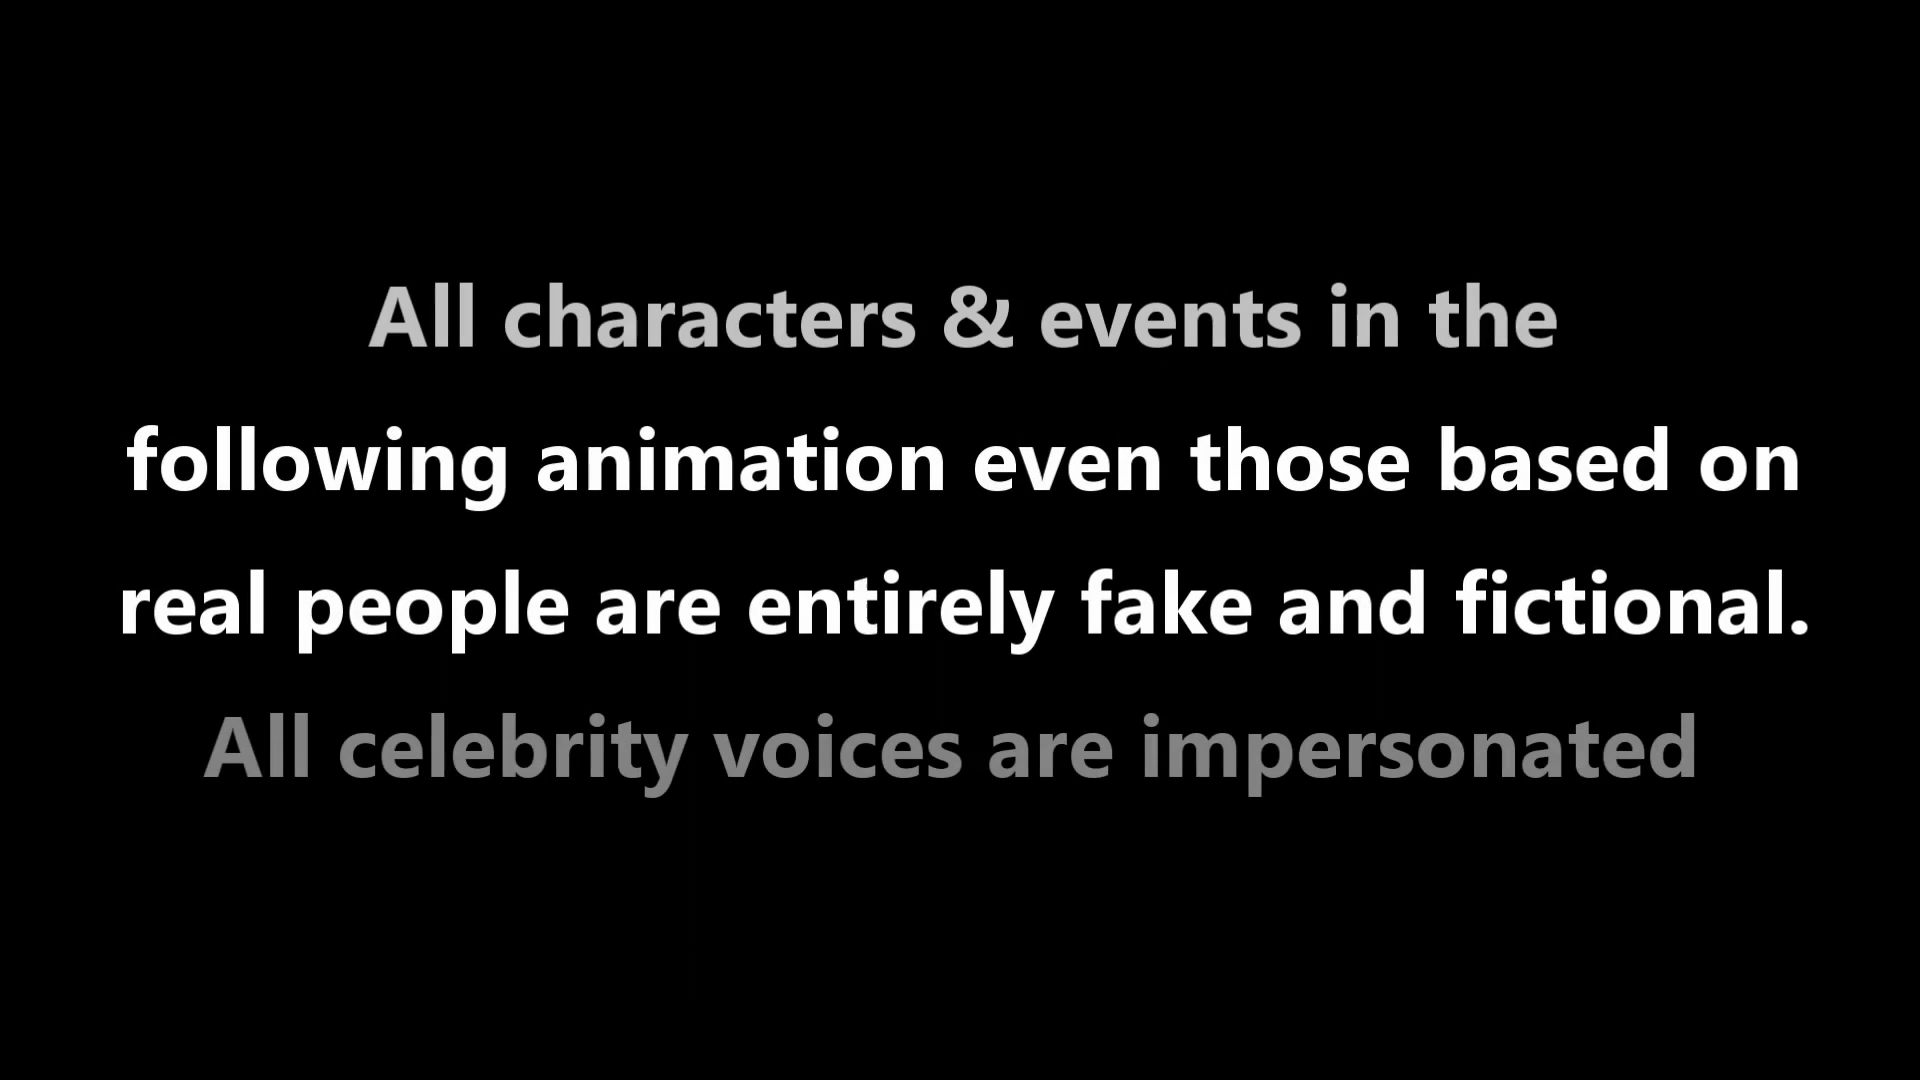 All characters & events in the
following animation even those based on
real people are entirely fake and fictional.
All celebrity voices are impersonated